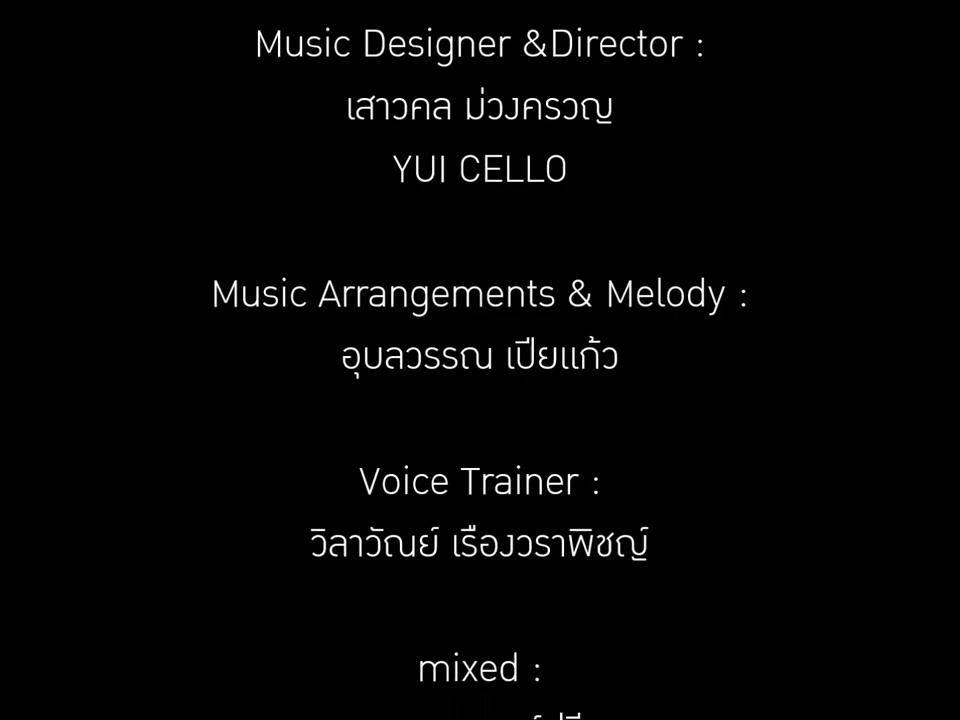 Music Designer &Director :
เสาวคล ม่วงครวญ
YUI CELLO
Music Arrangements & Melody :
อุบลวรรณ เปียแก้ว
Voice Trainer :
วิลาวัณย์ เรืองวราพิชญ์
mixed :